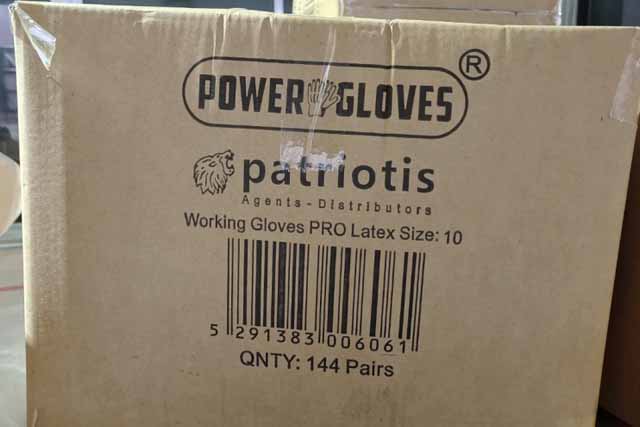 POWER GLOVES ®
patriotis
Agents - Distributors
Working Gloves PRO Latex Size: 10
5 291383 006061
QNTY: 144 Pairs